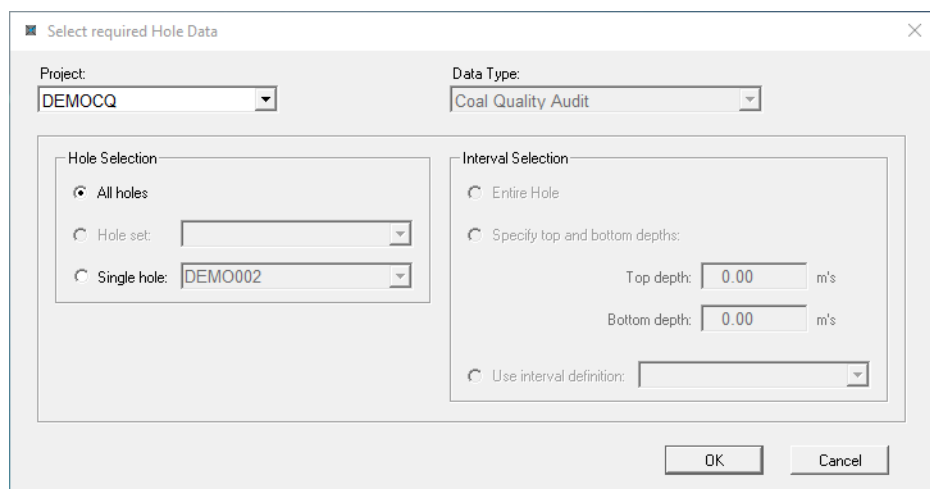 Select required Hole Data
Project:
DEMOCQ
Data Type:
Coal Quality Audit
Hole Selection
All holes
Hole set:
Single hole: DEMO002
Interval Selection
Entire Hole
Specify top and bottom depths:
Top depth: 0.00 m's
Bottom depth: 0.00 m's
Use interval definition:
OK Cancel